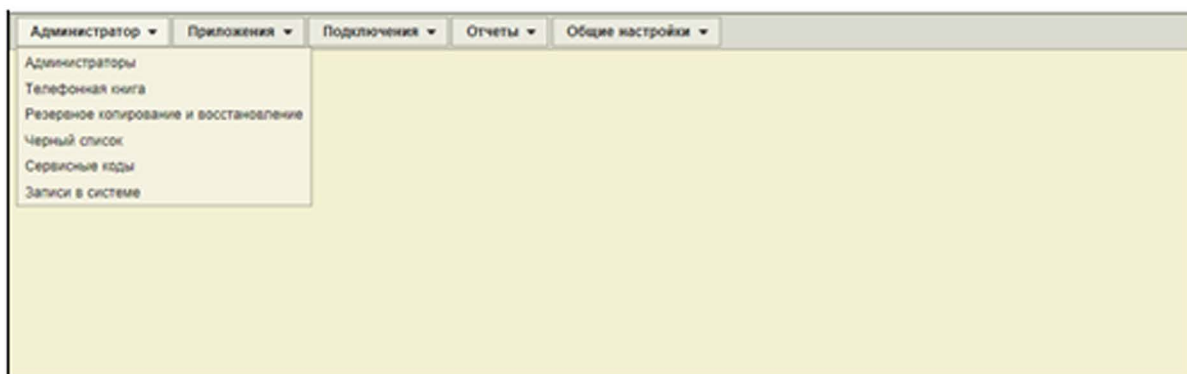 Администратор Приложения Подключения Отчеты Общие настройки
Администраторы
Телефонная книга
Резервное копирование и восстановление
Черный список
Сервисные коды
Записи в системе